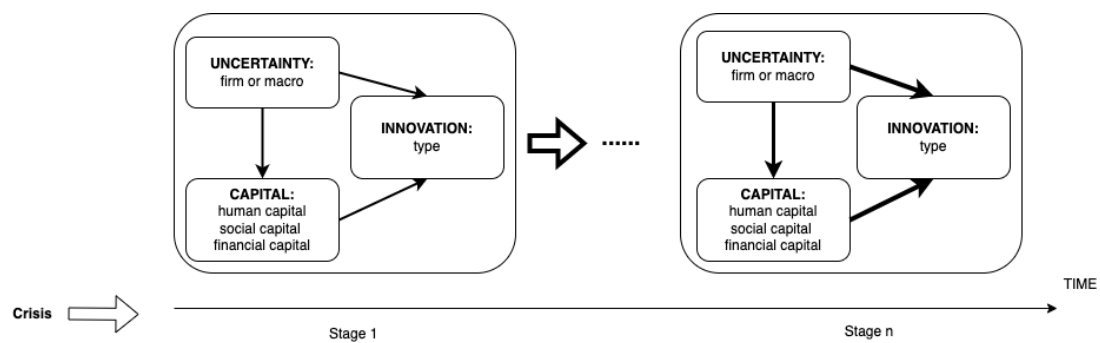 UNCERTAINTY:
firm or macro
INNOVATION:
type
CAPITAL:
human capital
social capital
financial capital
......
UNCERTAINTY:
firm or macro
INNOVATION:
type
CAPITAL:
human capital
social capital
financial capital
TIME
Crisis
Stage 1
Stage n